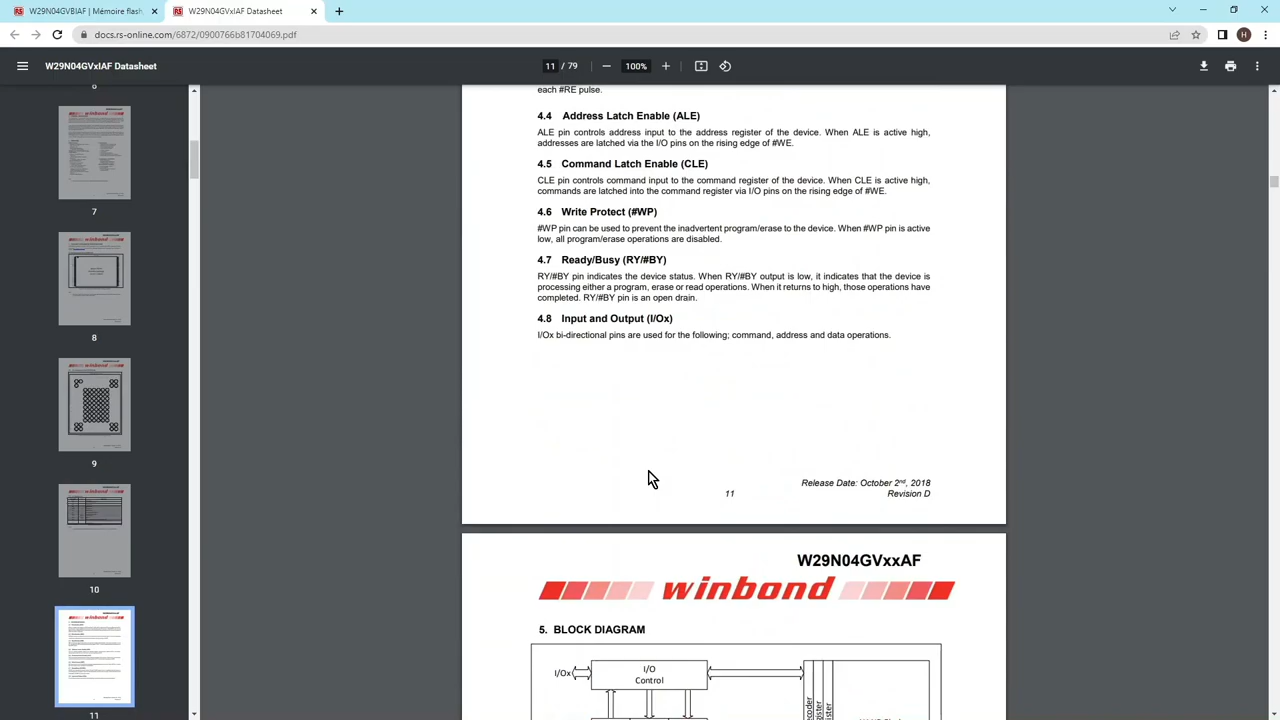 W29N04GVBIAF | Mémoire flash
W29N04GVxIAF Datasheet
docs.rs-online.com/6872/0900766b81704069.pdf
H
W29N04GVxIAF Datasheet
11 / 79
100%
7
8
9
10
11
each #RE pulse.
4.4 Address Latch Enable (ALE)
ALE pin controls address input to the address register of the device. When ALE is active high,
addresses are latched via the I/O pins on the rising edge of #WE.
4.5 Command Latch Enable (CLE)
CLE pin controls command input to the command register of the device. When CLE is active high,
commands are latched into the command register via I/O pins on the rising edge of #WE.
4.6 Write Protect (#WP)
#WP pin can be used to prevent the inadvertent program/erase to the device. When #WP pin is active
low, all program/erase operations are disabled.
4.7 Ready/Busy (RY/#BY)
RY/#BY pin indicates the device status. When RY/#BY output is low, it indicates that the device is
processing either a program, erase or read operations. When it returns to high, those operations have
completed. RY/#BY pin is an open drain.
4.8 Input and Output (I/Ox)
I/Ox bi-directional pins are used for the following; command, address and data operations.
Release Date: October 2nd, 2018
11
Revision D
W29N04GVxxAF
winbond
5. BLOCK DIAGRAM
I/Ox
I/O
Control